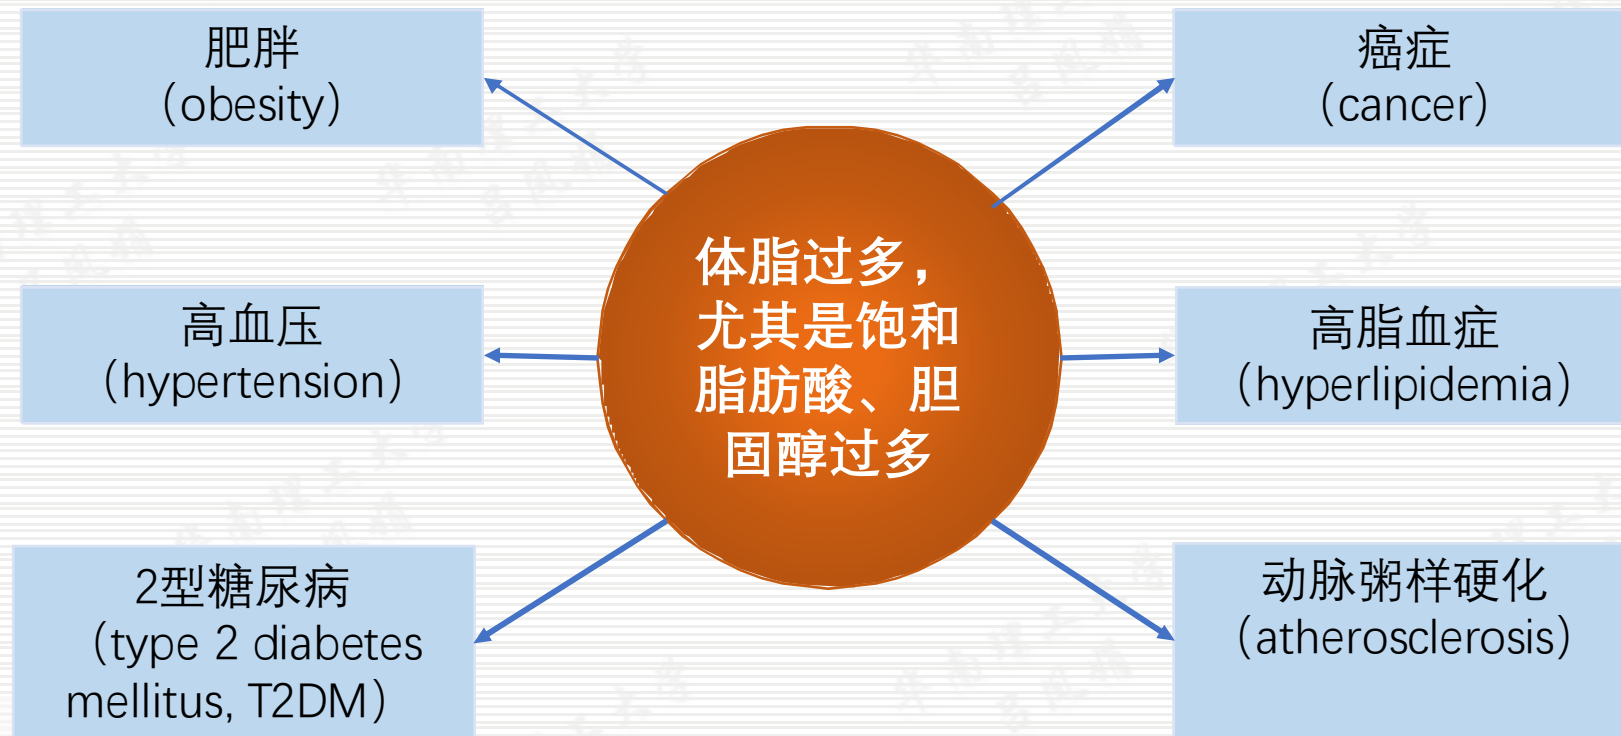 肥胖
（obesity）
癌症
（cancer）
体脂过多，
尤其是饱和
脂肪酸、胆
固醇过多
高血压
（hypertension）
高脂血症
（hyperlipidemia）
2型糖尿病
（type 2 diabetes
mellitus, T2DM）
动脉粥样硬化
（atherosclerosis）